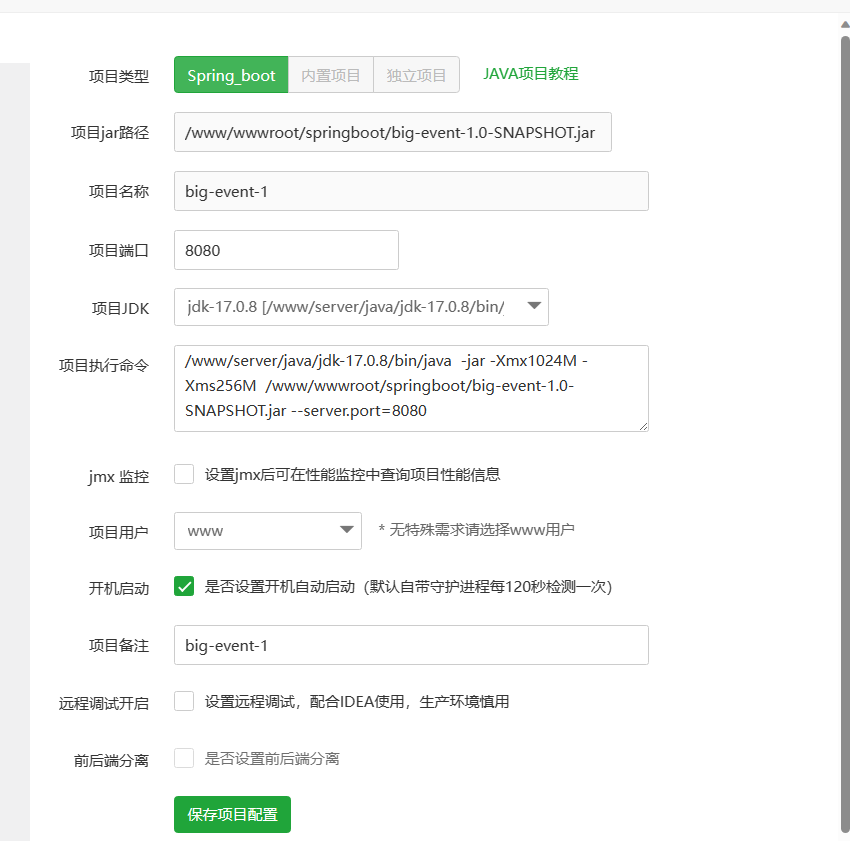 项目类型 Spring_boot 内置项目 独立项目 JAVA项目教程
项目jar路径 /www/wwwroot/springboot/big-event-1.0-SNAPSHOT.jar
项目名称 big-event-1
项目端口 8080
项目JDK jdk-17.0.8 [/www/server/java/jdk-17.0.8/bin/
项目执行命令 /www/server/java/jdk-17.0.8/bin/java -jar -Xmx1024M -
Xms256M /www/wwwroot/springboot/big-event-1.0-
SNAPSHOT.jar --server.port=8080
jmx 监控 设置jmx后可在性能监控中查询项目性能信息
项目用户 www * 无特殊需求请选择www用户
开机启动 是否设置开机自动启动（默认自带守护进程每120秒检测一次）
项目备注 big-event-1
远程调试开启 设置远程调试，配合IDEA使用，生产环境慎用
前后端分离 是否设置前后端分离
保存项目配置